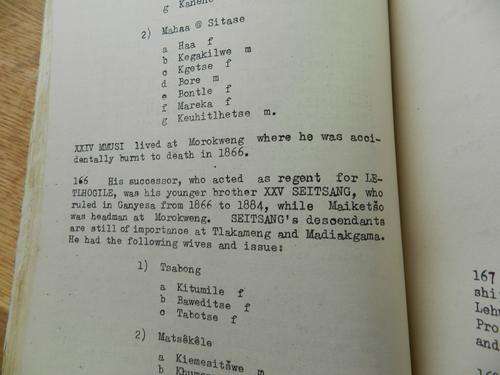 g Kanene
2) Mahaa @ Sitase
a Haa f
b Kegakilwe m
c Kgetse f
d Bore m
e Bontle f
f Mareka f
g Keuhitlhetse m.
XXIV MMUSI lived at Morokweng where he was acci-
dentally burnt to death in 1866.
166 His successor, who acted as regent for LE-
TLHOGILE, was his younger brother XXV SEITSANG, who
ruled in Ganyesa from 1866 to 1884, while Maiketšo
was headman at Morokweng. SEITSANG's descendants
are still of importance at Tlakameng and Madiakgama.
He had the following wives and issue:
1) Tsabong
a Kitumile f
b Baweditse f
c Tabotse f
2) Matsêkêle
a Kiemesitšwe m
167
shi
Lehu
Pro
and